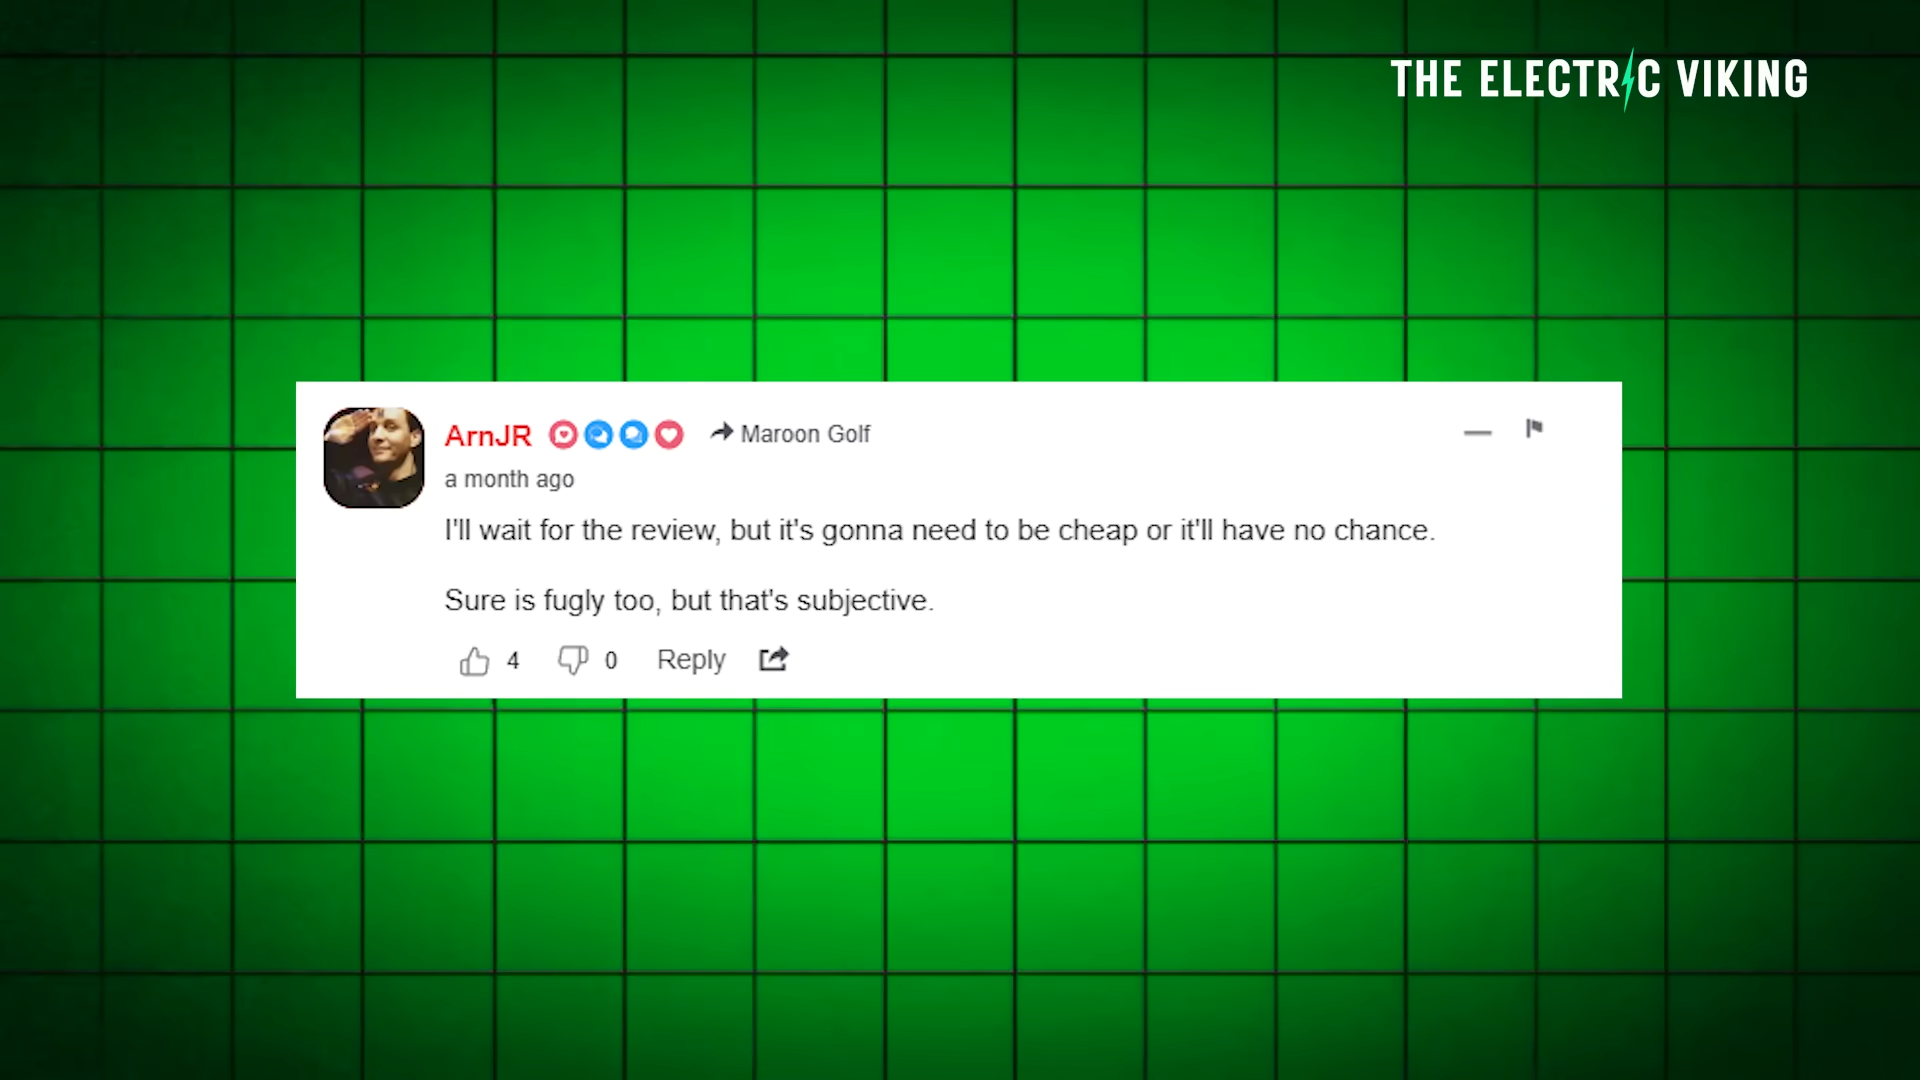 THE ELECTRIC VIKING
ArnJR Maroon Golf
a month ago
I'll wait for the review, but it's gonna need to be cheap or it'll have no chance.
Sure is fugly too, but that's subjective.
4 0 Reply